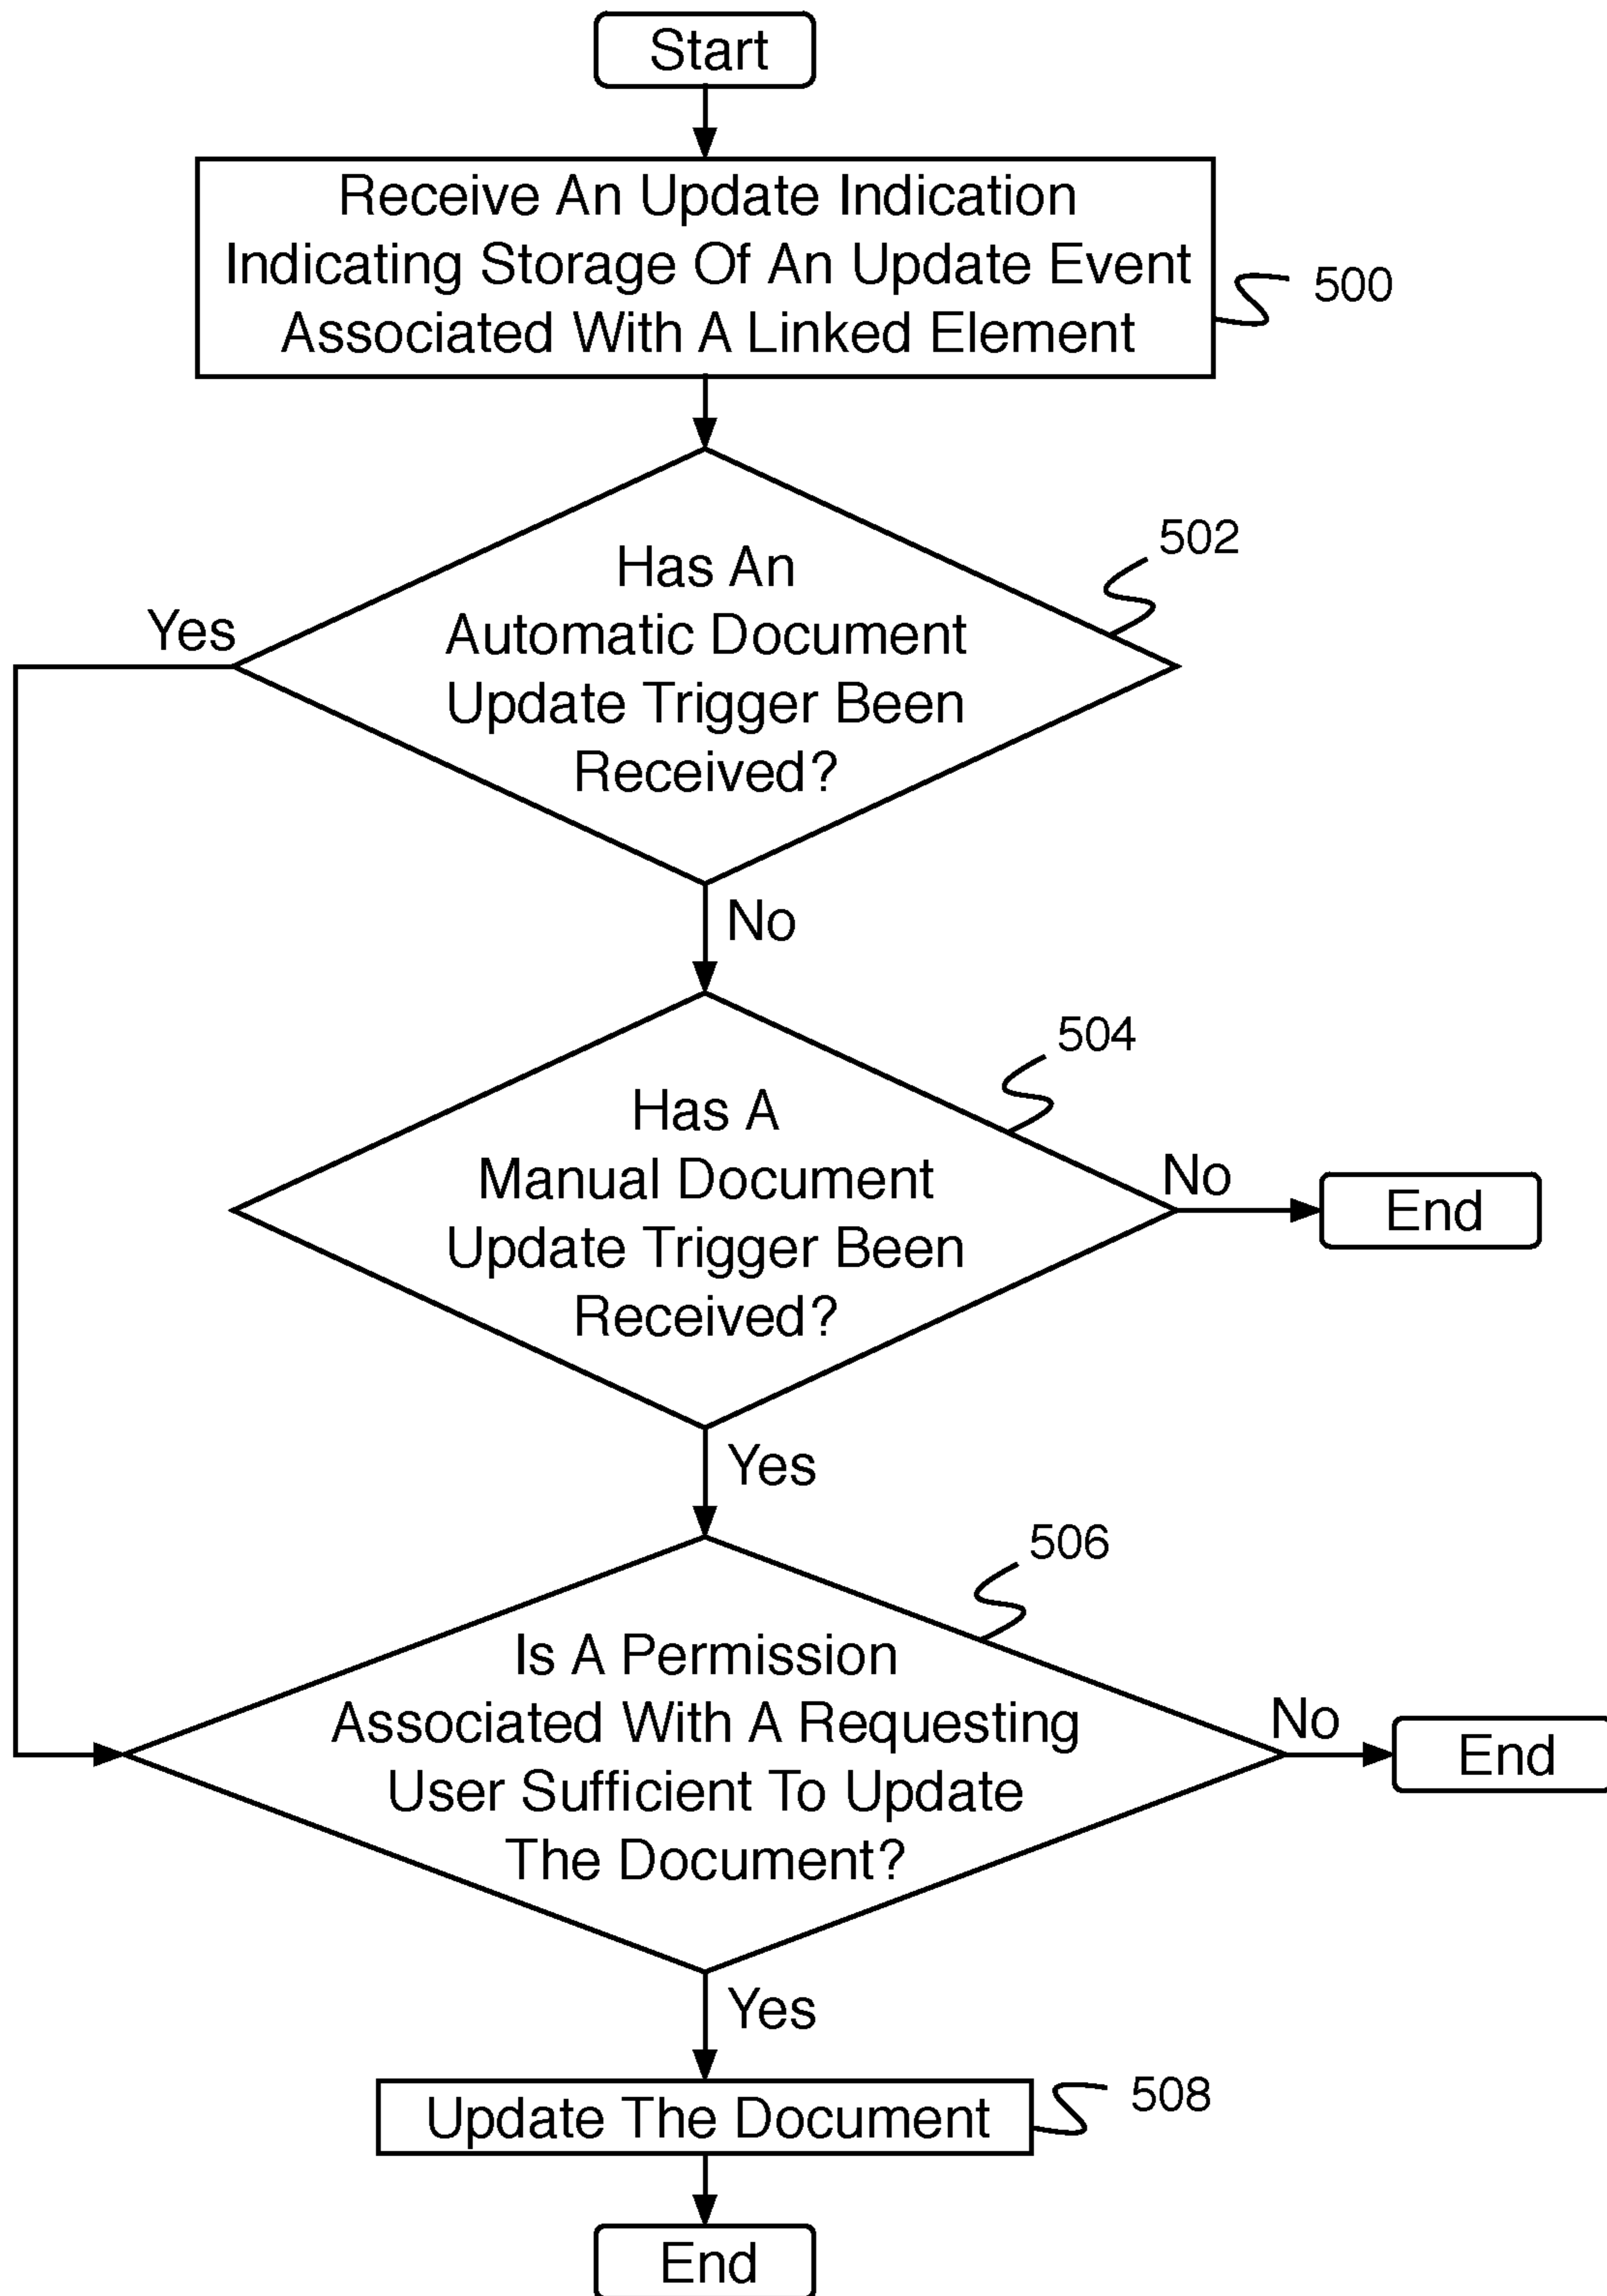 Start
Receive An Update Indication
Indicating Storage Of An Update Event
Associated With A Linked Element
500
502
Has An
Automatic Document
Update Trigger Been
Received?
Yes
No
504
Has A
Manual Document
Update Trigger Been
Received?
No
End
Yes
506
Is A Permission
Associated With A Requesting
User Sufficient To Update
The Document?
No
End
Yes
Update The Document
508
End